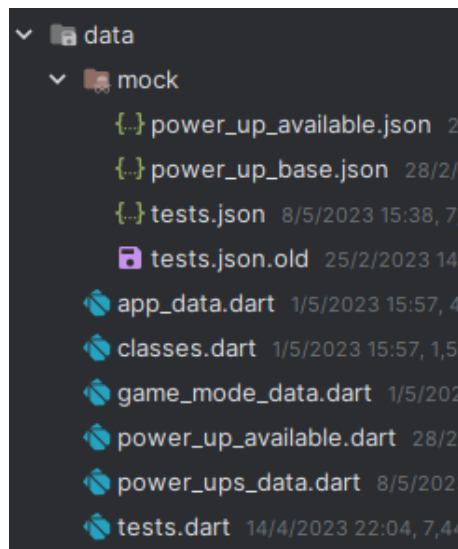 data
mock
power_up_available.json 2
power_up_base.json 28/2/
tests.json 8/5/2023 15:38, 7
tests.json.old 25/2/2023 14
app_data.dart 1/5/2023 15:57, 4
classes.dart 1/5/2023 15:57, 1,5
game_mode_data.dart 1/5/202
power_up_available.dart 28/2
power_ups_data.dart 8/5/202
tests.dart 14/4/2023 22:04, 7,44